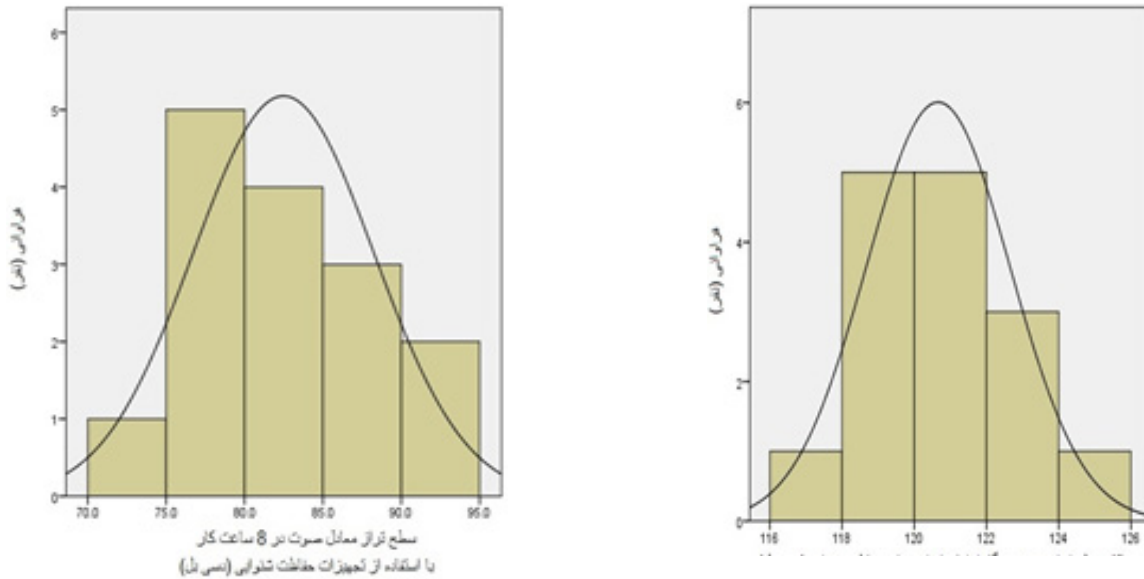 6
5
4
3
2
1
0
فراوانی (نفر)
70.0 75.0 80.0 85.0 90.0 95.0
سطح تراز معادل صوت در 8 ساعت کار
با استفاده از تجهیزات حفاظت شنوایی (دسی بل)
6
4
2
0
فراوانی (نفر)
116 118 120 122 124 126